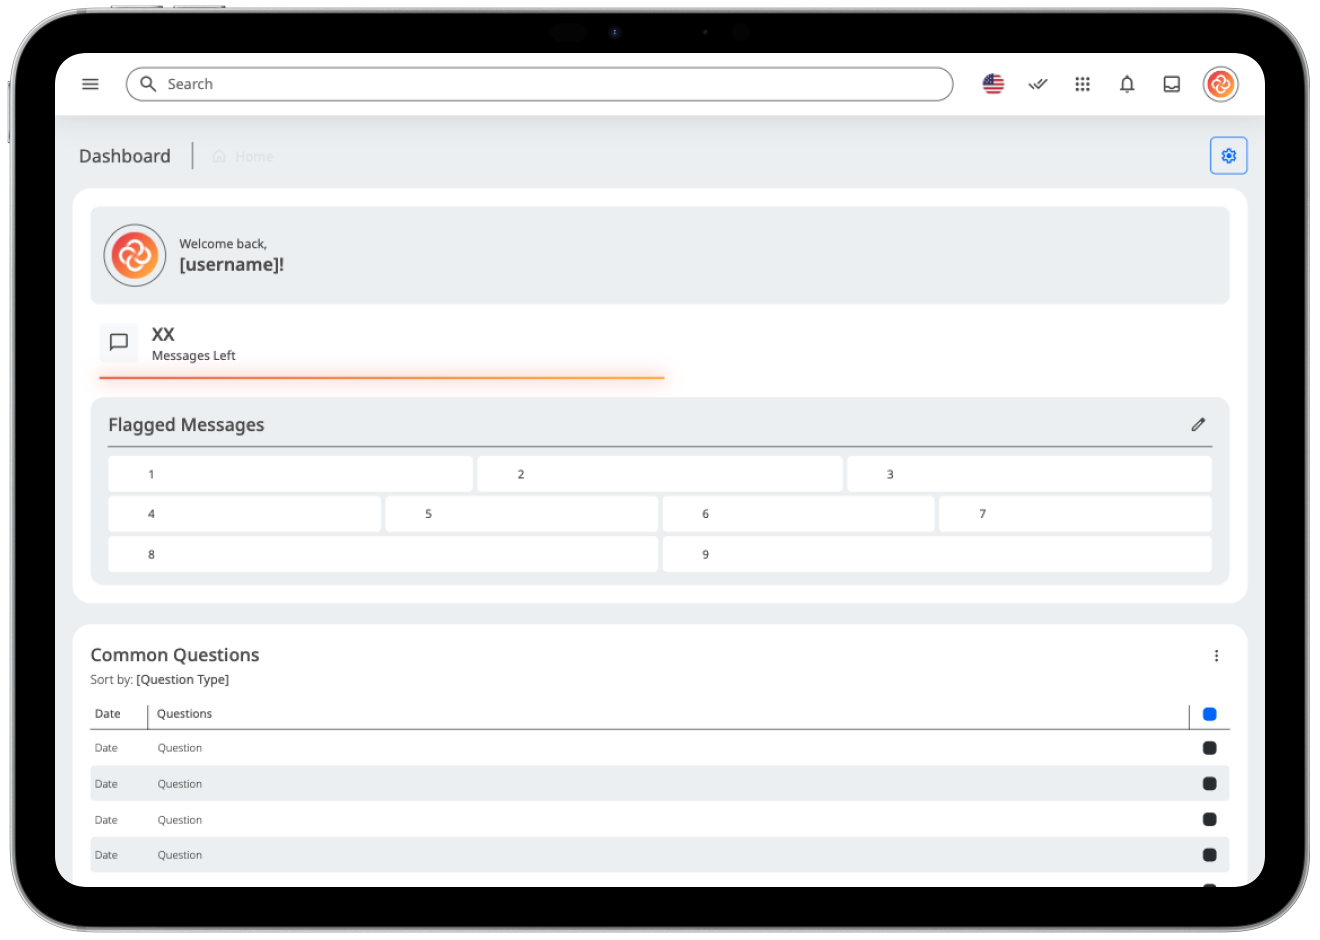 Search
Dashboard
Home
Welcome back,
[username]!
XX
Messages Left
Flagged Messages
1 2 3
4 5 6 7
8 9
Common Questions
Sort by: [Question Type]
Date Questions
Date Question
Date Question
Date Question
Date Question